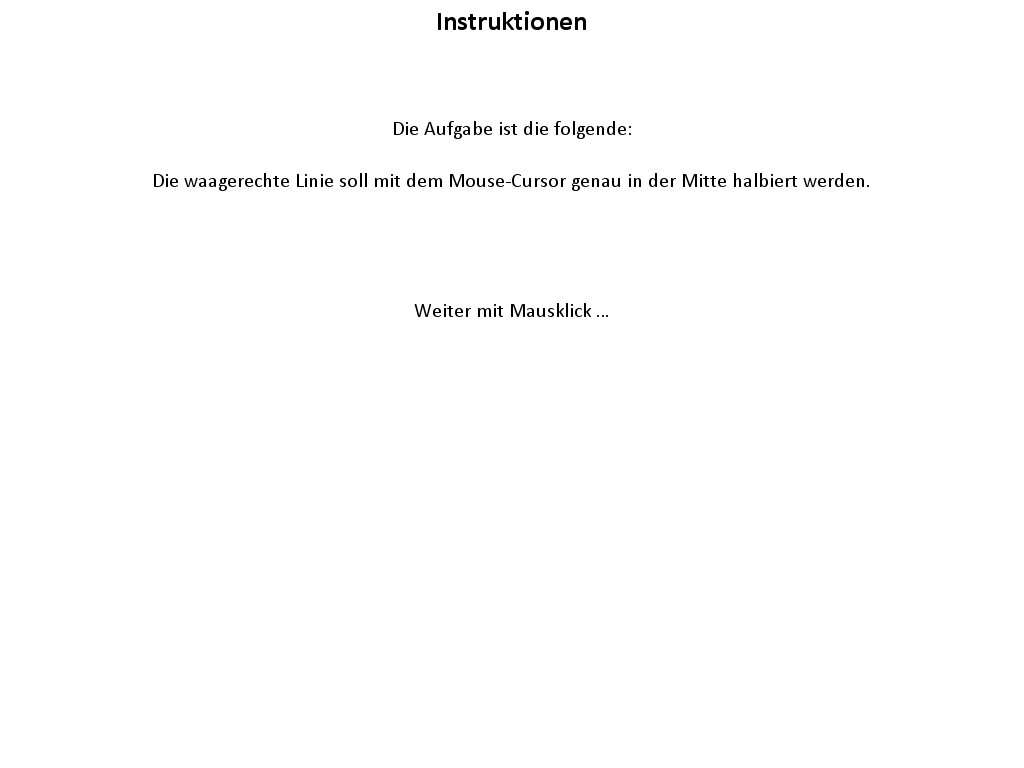 Instruktionen
Die Aufgabe ist die folgende:
Die waagerechte Linie soll mit dem Mouse-Cursor genau in der Mitte halbiert werden.
Weiter mit Mausklick ...